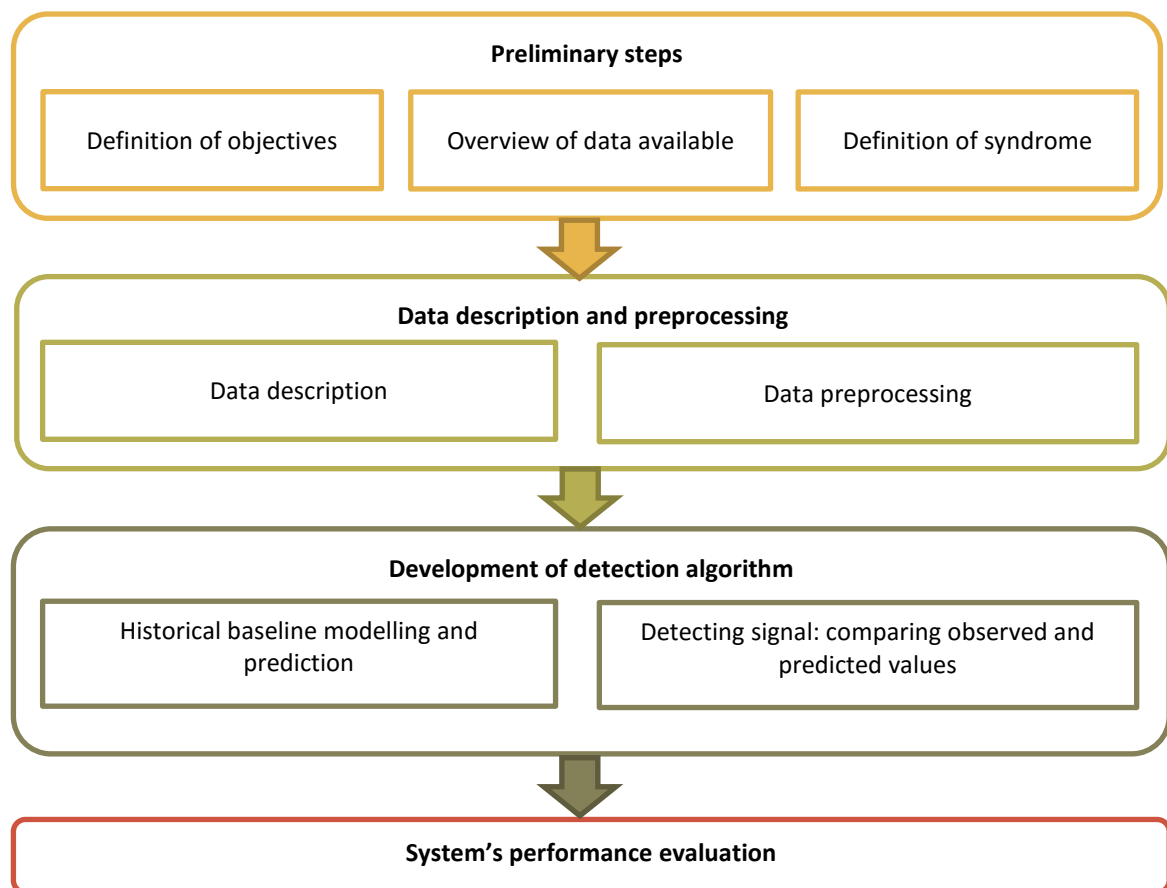 Preliminary steps
Definition of objectives
Overview of data available
Definition of syndrome
Data description and preprocessing
Data description
Data preprocessing
Development of detection algorithm
Historical baseline modelling and
prediction
Detecting signal: comparing observed and
predicted values
System’s performance evaluation